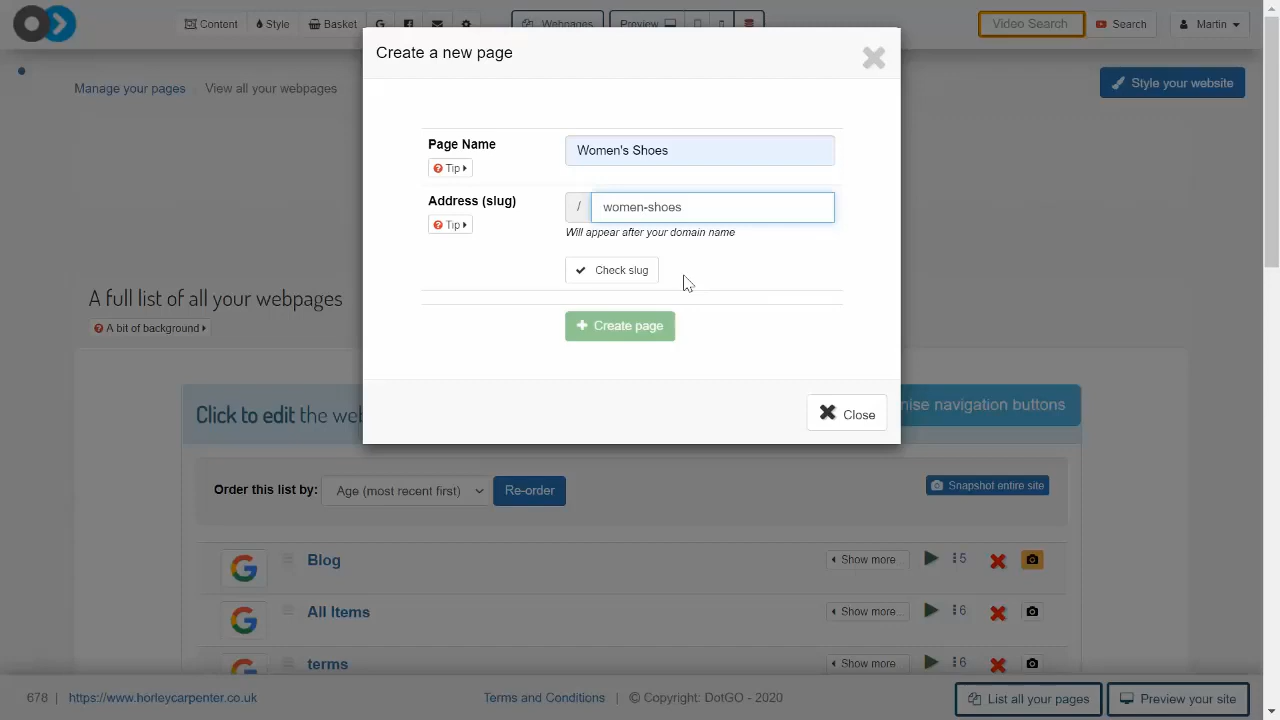 Content Style Basket Webpages Preview Video Search Search Martin
Create a new page
Manage your pages View all your webpages Style your website
Page Name Women's Shoes
Tip
Address (slug) / women-shoes
Tip
Will appear after your domain name
Check slug
A full list of all your webpages
A bit of background
Create page
Close
Click to edit the we nise navigation buttons
Order this list by: Age (most recent first) Re-order Snapshot entire site
Blog Show more... 5
All Items Show more... 6
terms Show more... 6
678 | https://www.horleycarpenter.co.uk Terms and Conditions | © Copyright: DotGO - 2020 List all your pages Preview your site